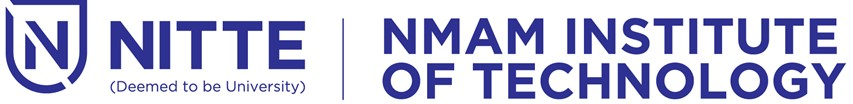 N NITTE
(Deemed to be University)
NMAM INSTITUTE
OF TECHNOLOGY